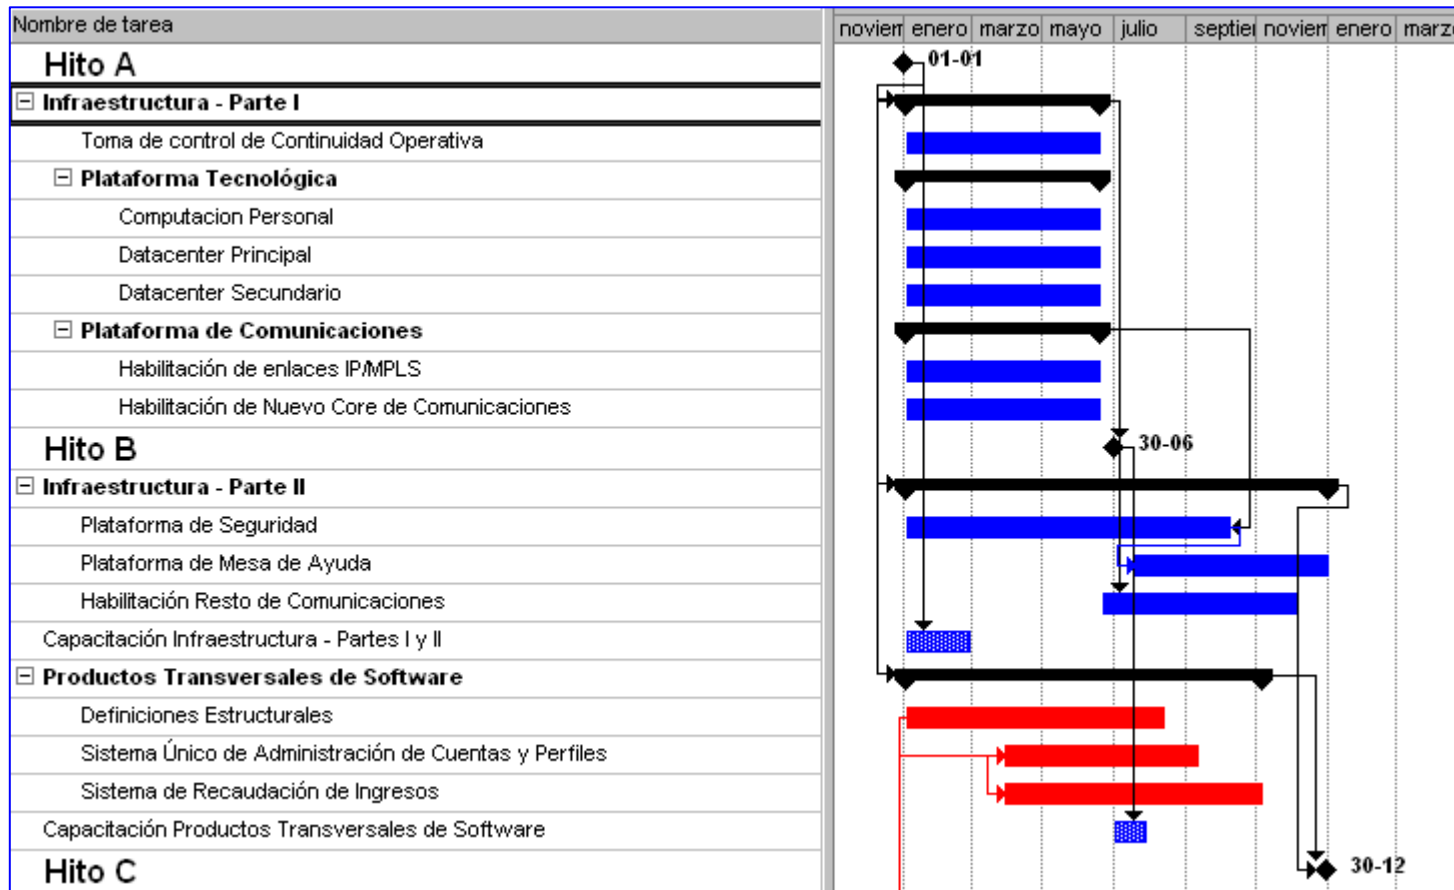 Nombre de tarea
noviem enero marzo mayo julio septiei noviem enero marzo
Hito A
01-01
Infraestructura - Parte I
Toma de control de Continuidad Operativa
Plataforma Tecnológica
Computacion Personal
Datacenter Principal
Datacenter Secundario
Plataforma de Comunicaciones
Habilitación de enlaces IP/MPLS
Habilitación de Nuevo Core de Comunicaciones
Hito B
30-06
Infraestructura - Parte II
Plataforma de Seguridad
Plataforma de Mesa de Ayuda
Habilitación Resto de Comunicaciones
Capacitación Infraestructura - Partes I y II
Productos Transversales de Software
Definiciones Estructurales
Sistema Único de Administración de Cuentas y Perfiles
Sistema de Recaudación de Ingresos
Capacitación Productos Transversales de Software
Hito C
30-12